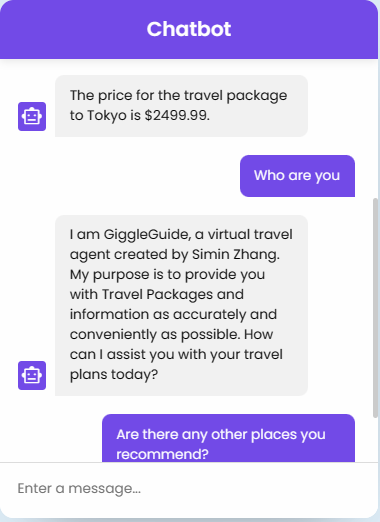 Chatbot
The price for the travel package
to Tokyo is $2499.99.
Who are you
I am GiggleGuide, a virtual travel
agent created by Simin Zhang.
My purpose is to provide you
with Travel Packages and
information as accurately and
conveniently as possible. How
can I assist you with your travel
plans today?
Are there any other places you
recommend?
Enter a message...